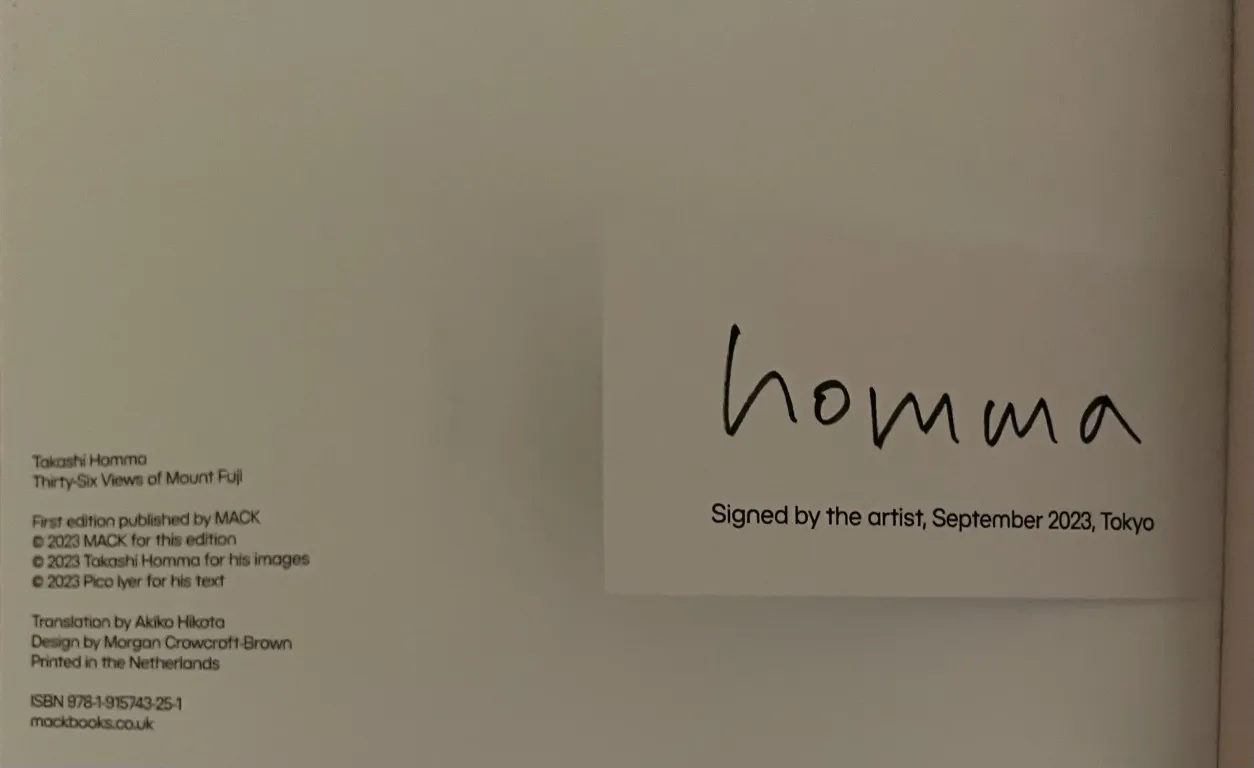 Takashi Homma
Thirty-Six Views of Mount Fuji
First edition published by MACK
© 2023 MACK for this edition
© 2023 Takashi Homma for his images
© 2023 Pico Iyer for his text
Translation by Akiko Hikota
Design by Morgan Crowcroft-Brown
Printed in the Netherlands
ISBN 978-1-915743-25-1
mackbooks.co.uk
homma
Signed by the artist, September 2023, Tokyo